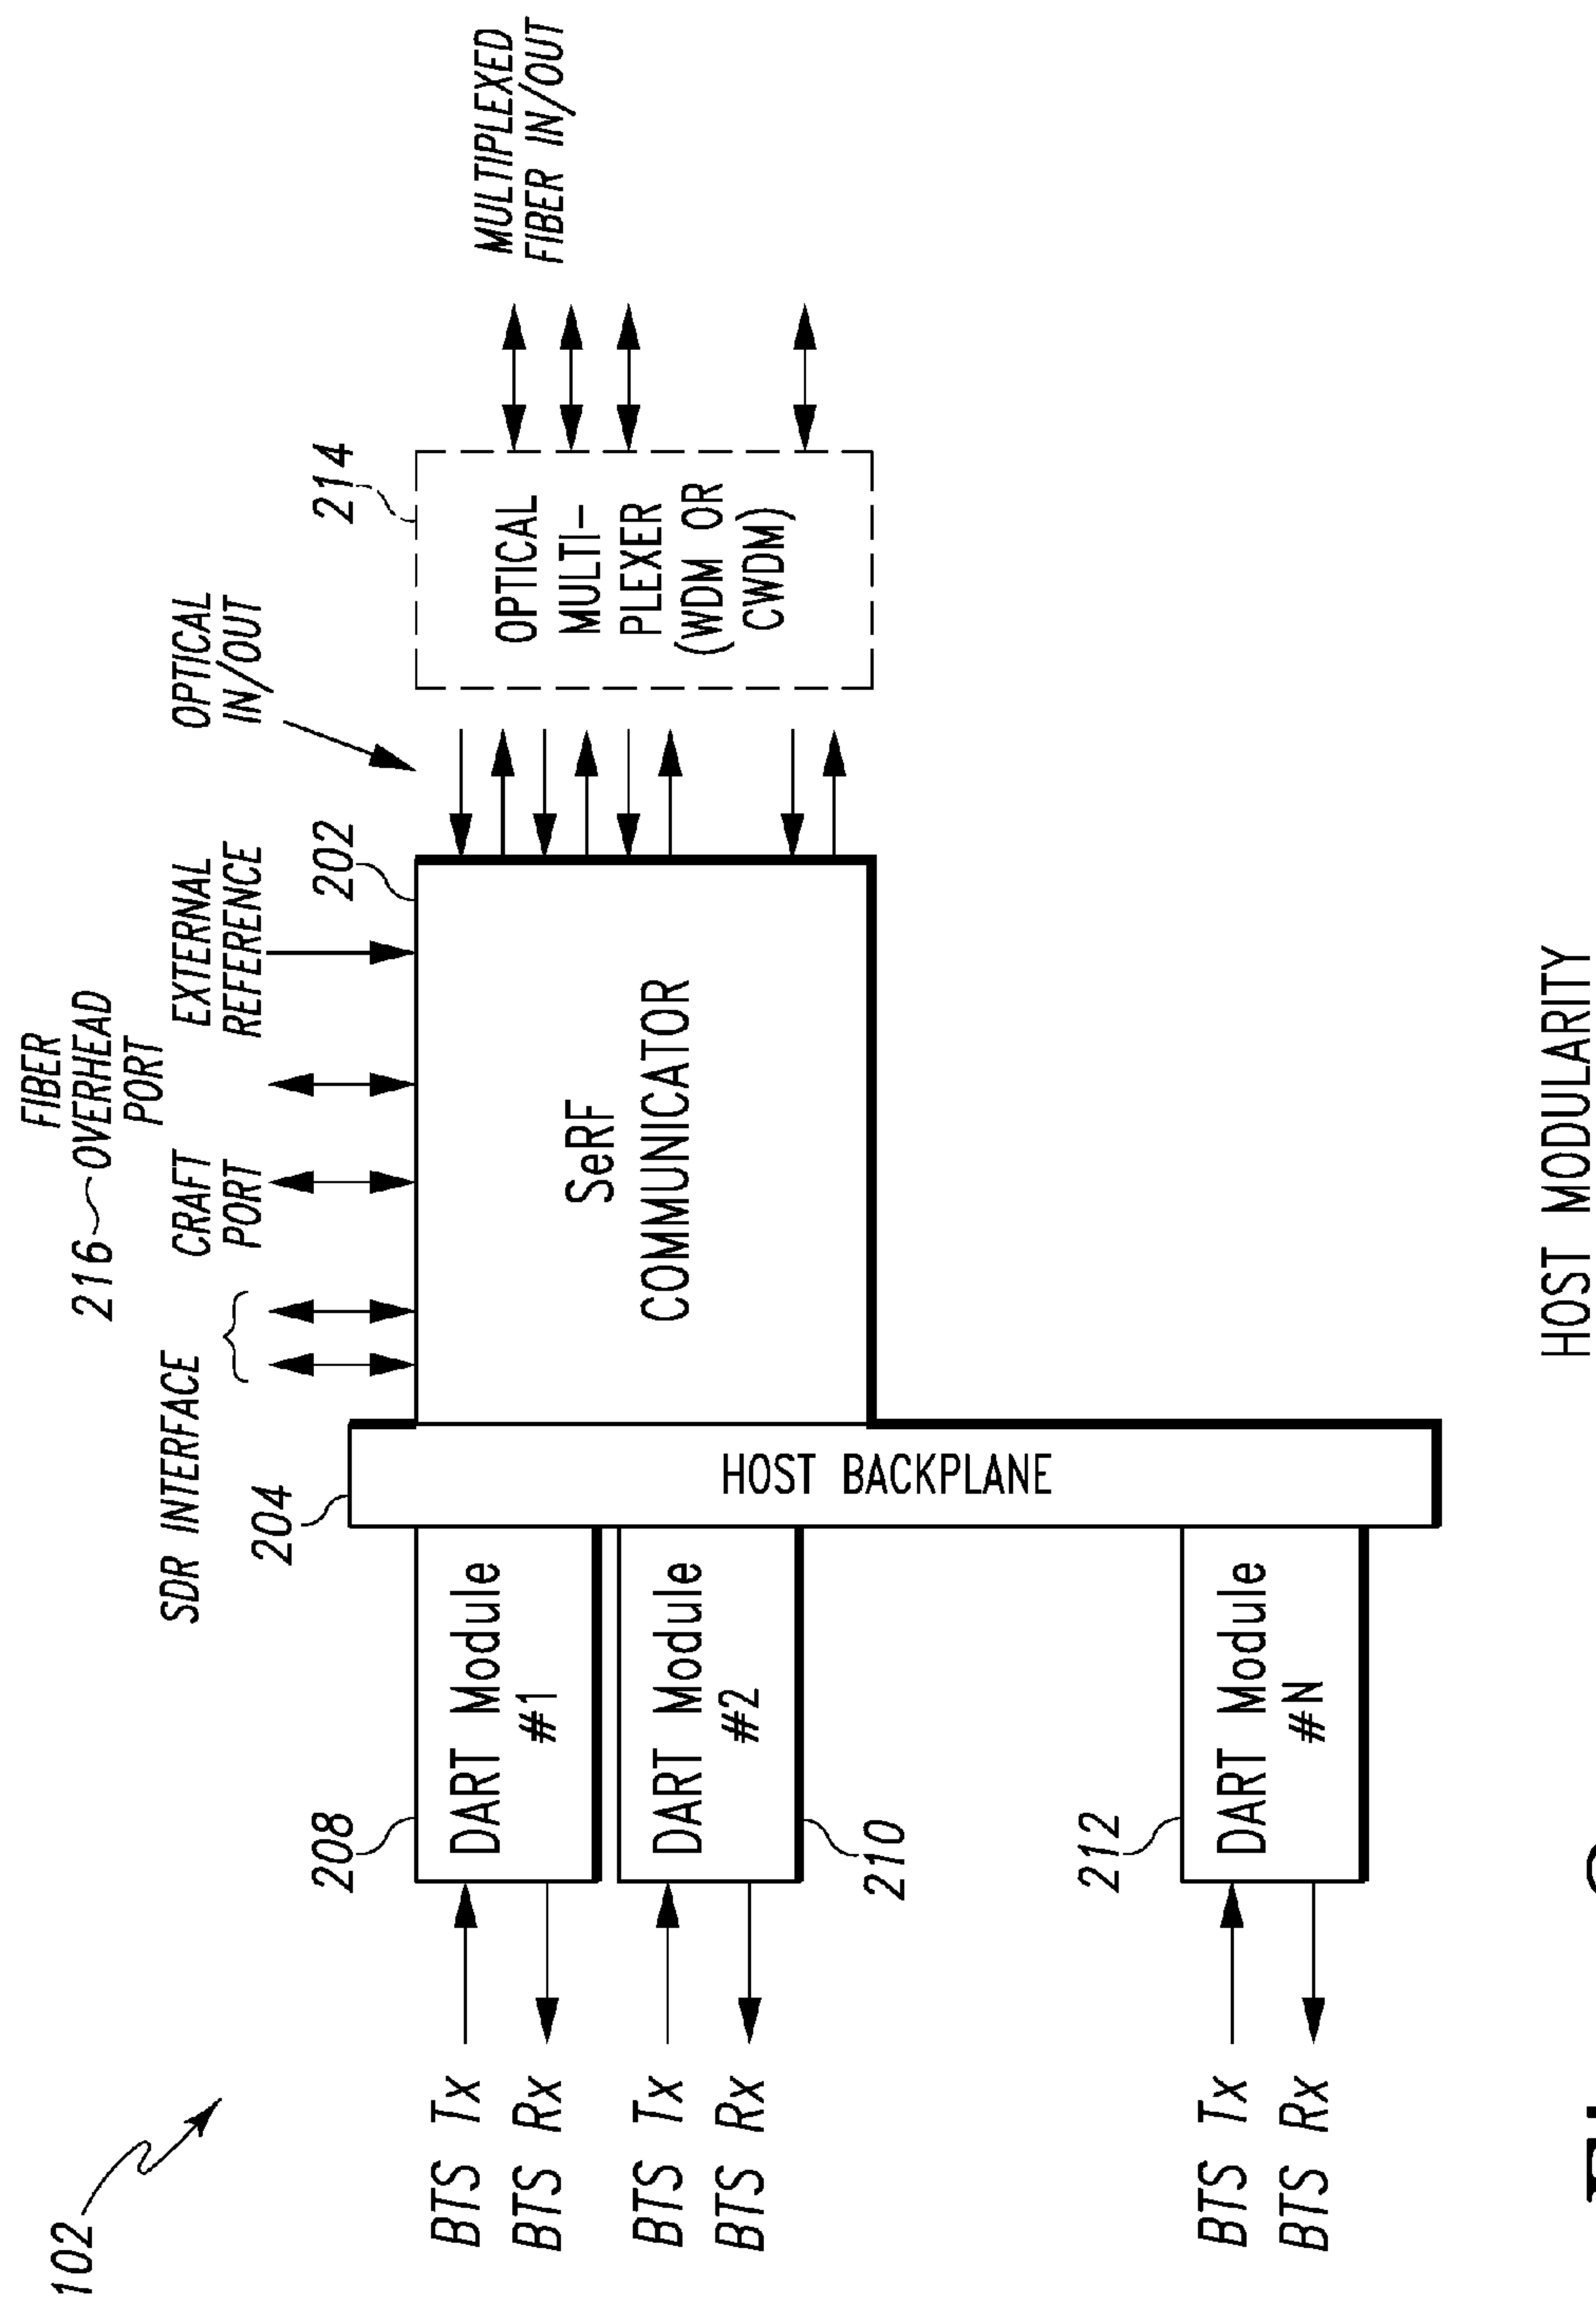 102
FIBER
216 OVERHEAD
PORT
SDR INTERFACE
CRAFT
PORT
EXTERNAL
REFERENCE
OPTICAL
IN/OUT
204
202
214
208
BTS Tx
BTS Rx
DART Module
#1
BTS Tx
BTS Rx
DART Module
#2
210
212
BTS Tx
BTS Rx
DART Module
#N
HOST BACKPLANE
SeRF
COMMUNICATOR
OPTICAL
MULTI-
PLEXER
(WDM OR
CWDM)
MULTIPLEXED
FIBER IN/OUT
HOST MODULARITY